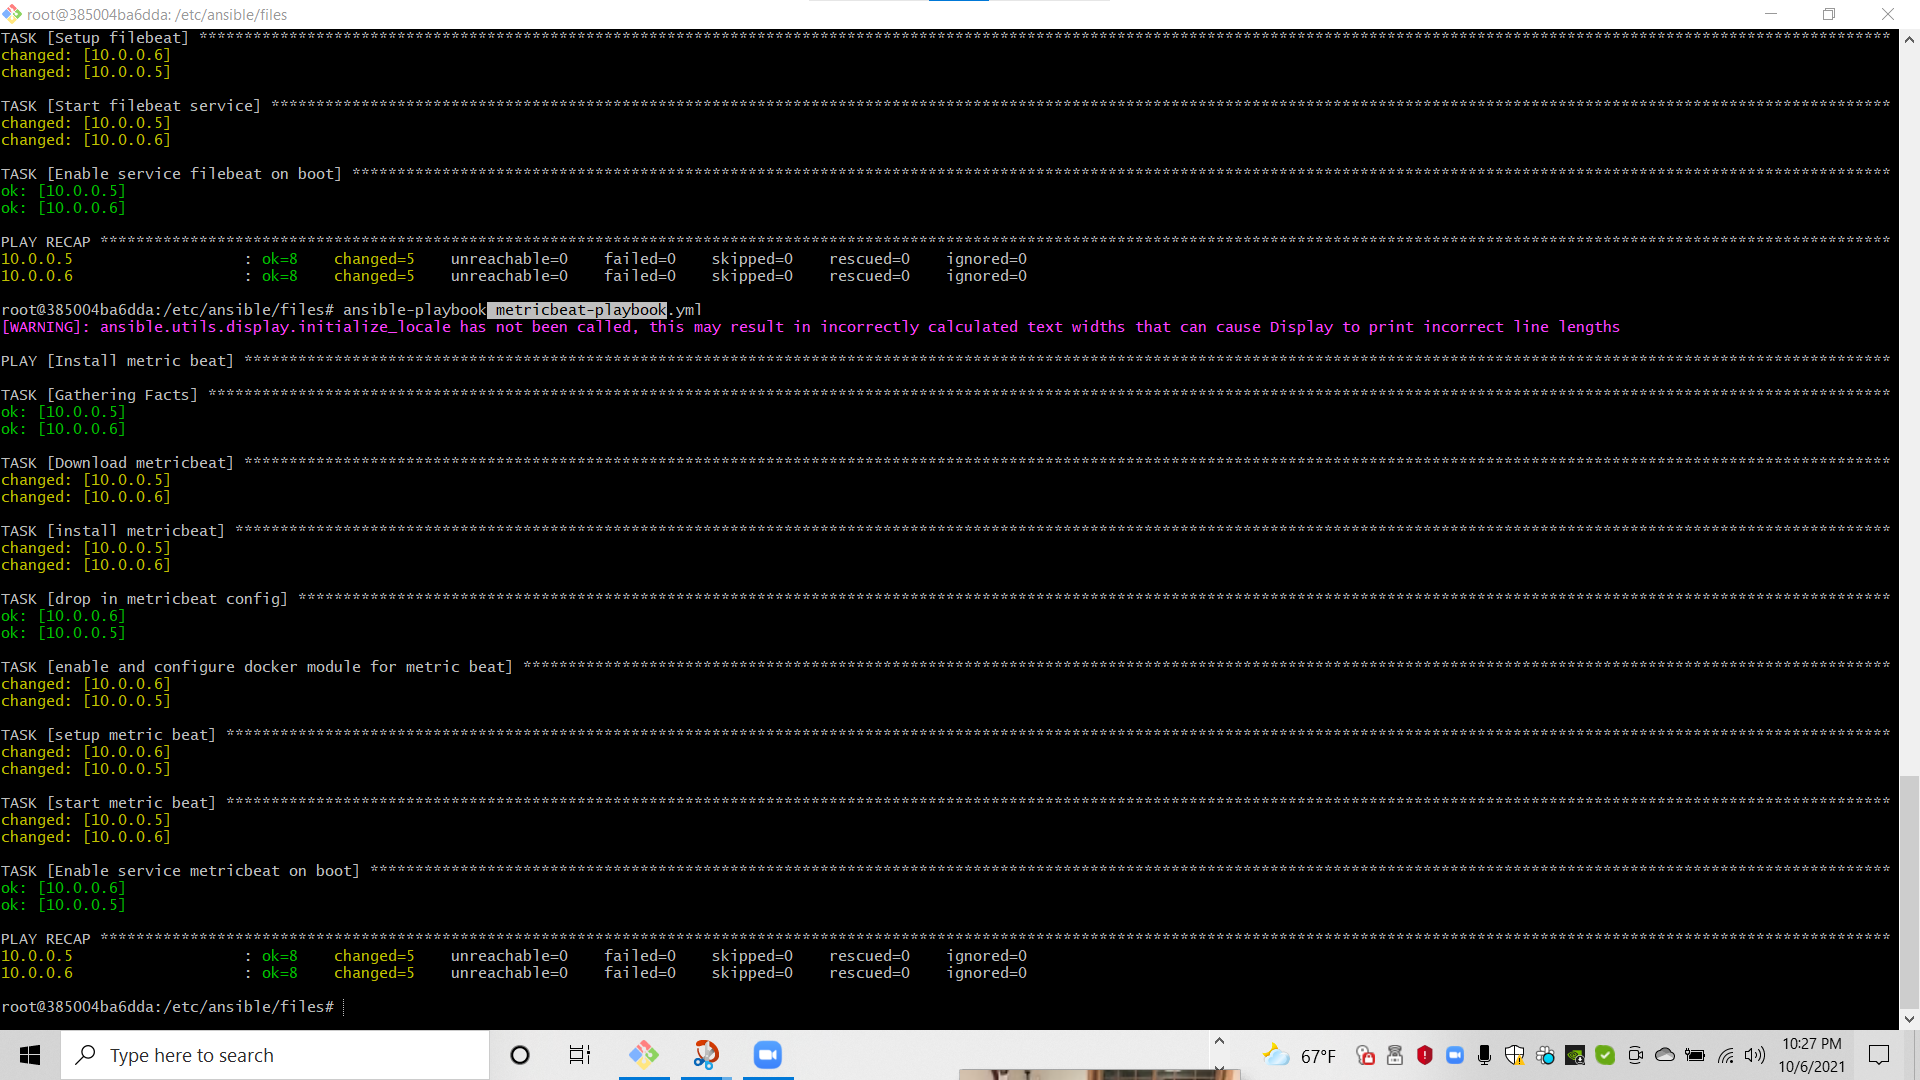 root@385004ba6dda: /etc/ansible/files
TASK [Setup filebeat] ********************************************************************************************************************************************************************************************
changed: [10.0.0.6]
changed: [10.0.0.5]
TASK [Start filebeat service] ************************************************************************************************************************************************************************************
changed: [10.0.0.5]
changed: [10.0.0.6]
TASK [Enable service filebeat on boot] ***************************************************************************************************************************************************************************
ok: [10.0.0.5]
ok: [10.0.0.6]
PLAY RECAP *******************************************************************************************************************************************************************************************************
10.0.0.5                   : ok=8    changed=5    unreachable=0    failed=0    skipped=0    rescued=0    ignored=0
10.0.0.6                   : ok=8    changed=5    unreachable=0    failed=0    skipped=0    rescued=0    ignored=0
root@385004ba6dda:/etc/ansible/files# ansible-playbook metricbeat-playbook.yml
[WARNING]: ansible.utils.display.initialize_locale has not been called, this may result in incorrectly calculated text widths that can cause Display to print incorrect line lengths
PLAY [Install metric beat] ***************************************************************************************************************************************************************************************
TASK [Gathering Facts] *******************************************************************************************************************************************************************************************
ok: [10.0.0.5]
ok: [10.0.0.6]
TASK [Download metricbeat] ***************************************************************************************************************************************************************************************
changed: [10.0.0.5]
changed: [10.0.0.6]
TASK [install metricbeat] ****************************************************************************************************************************************************************************************
changed: [10.0.0.5]
changed: [10.0.0.6]
TASK [drop in metricbeat config] *********************************************************************************************************************************************************************************
ok: [10.0.0.6]
ok: [10.0.0.5]
TASK [enable and configure docker module for metric beat] ********************************************************************************************************************************************************
changed: [10.0.0.6]
changed: [10.0.0.5]
TASK [setup metric beat] *****************************************************************************************************************************************************************************************
changed: [10.0.0.6]
changed: [10.0.0.5]
TASK [start metric beat] *****************************************************************************************************************************************************************************************
changed: [10.0.0.5]
changed: [10.0.0.6]
TASK [Enable service metricbeat on boot] *************************************************************************************************************************************************************************
ok: [10.0.0.6]
ok: [10.0.0.5]
PLAY RECAP *******************************************************************************************************************************************************************************************************
10.0.0.5                   : ok=8    changed=5    unreachable=0    failed=0    skipped=0    rescued=0    ignored=0
10.0.0.6                   : ok=8    changed=5    unreachable=0    failed=0    skipped=0    rescued=0    ignored=0
root@385004ba6dda:/etc/ansible/files#
Type here to search
67°F
10:27 PM
10/6/2021